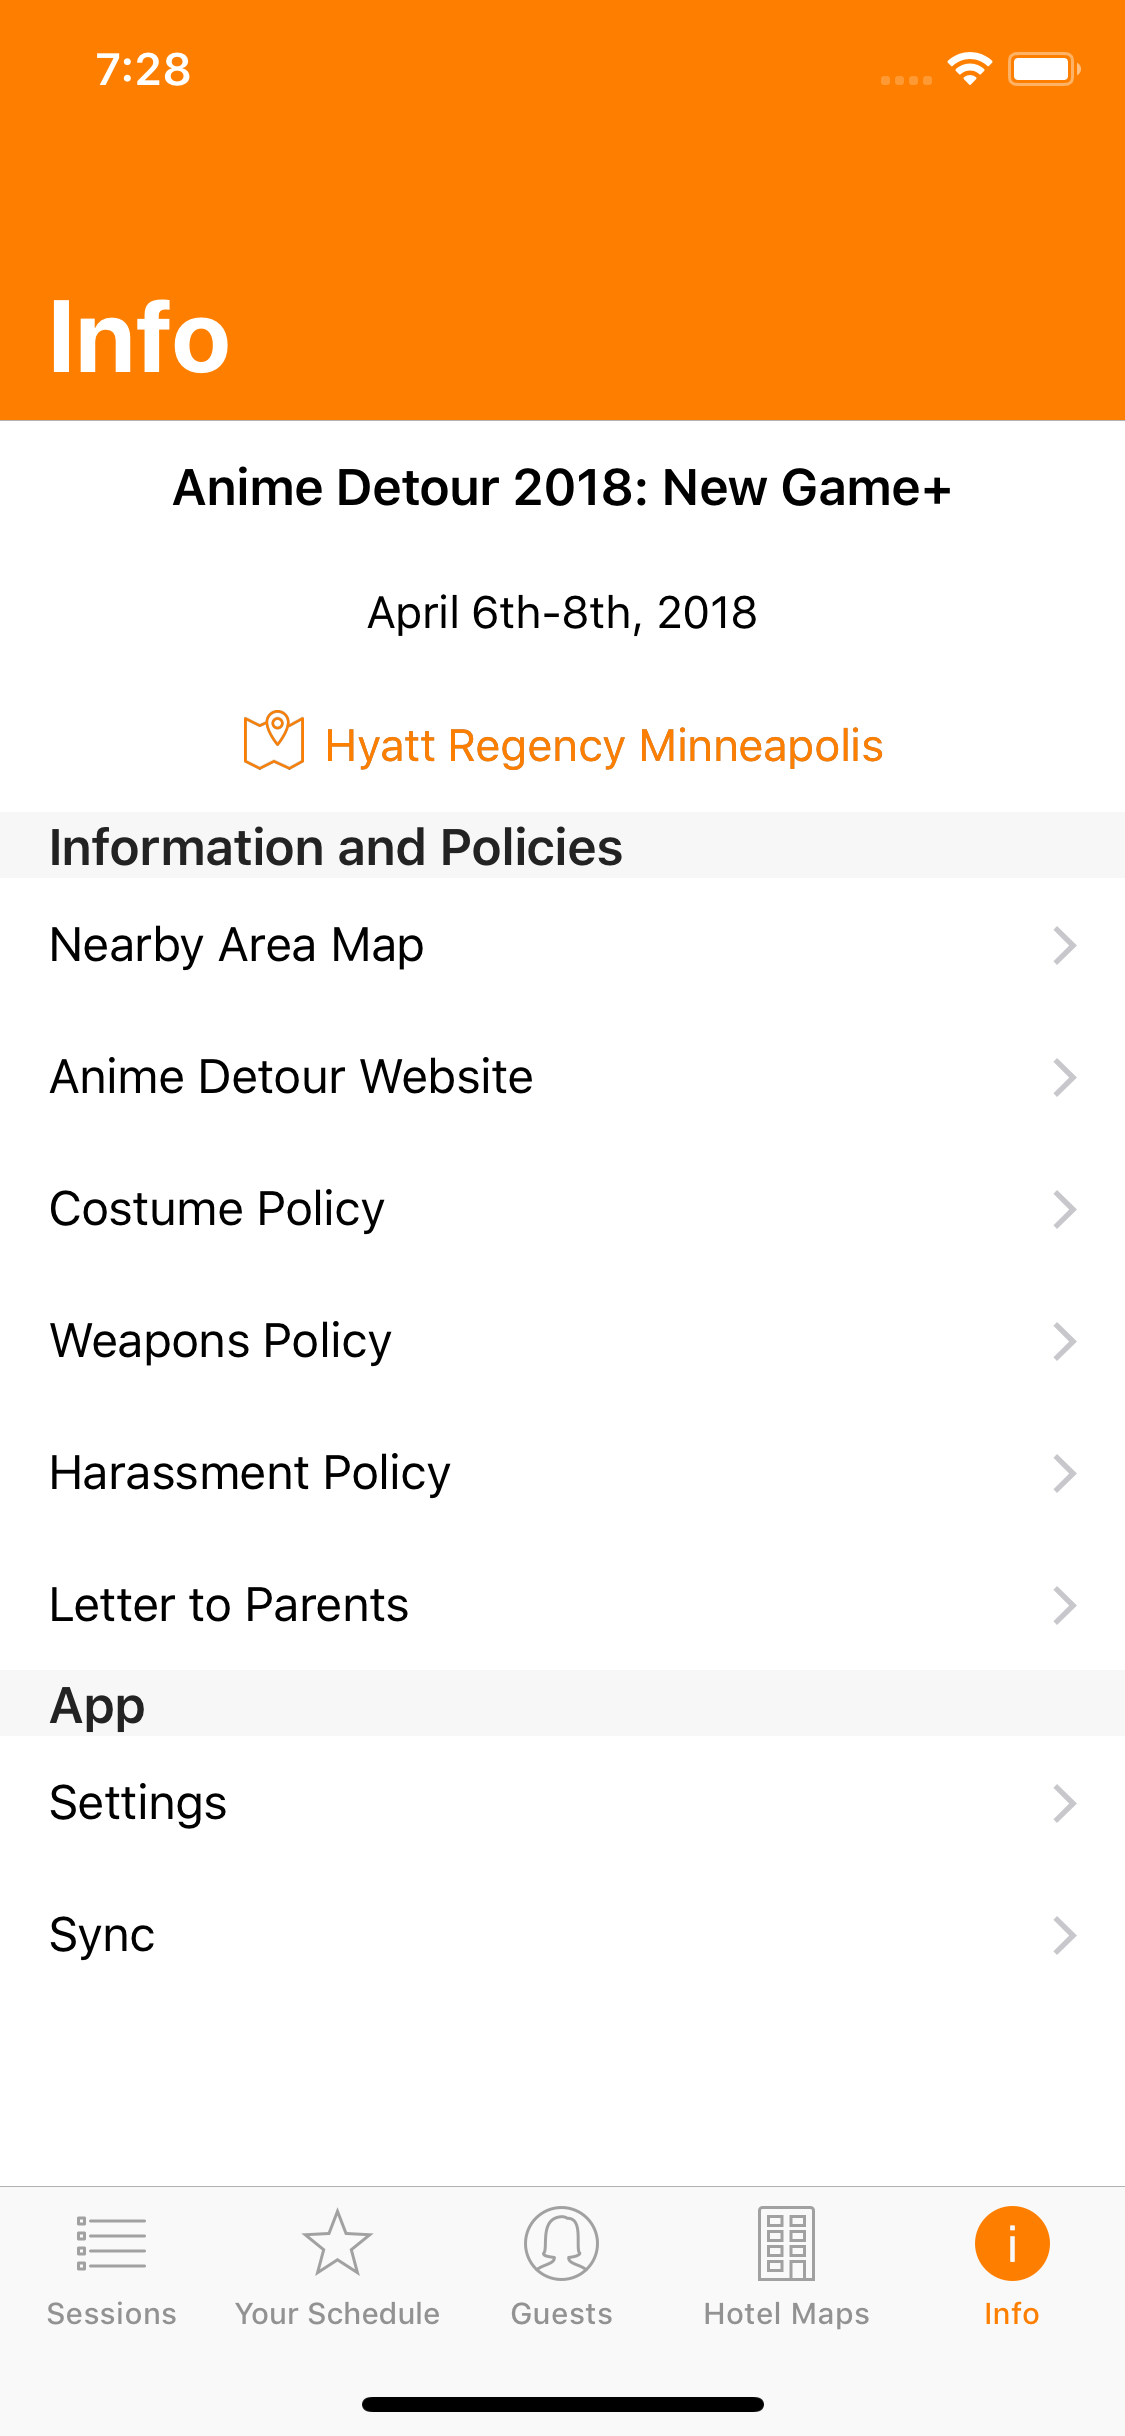 7:28
Info
Anime Detour 2018: New Game+
April 6th-8th, 2018
Hyatt Regency Minneapolis
Information and Policies
Nearby Area Map
Anime Detour Website
Costume Policy
Weapons Policy
Harassment Policy
Letter to Parents
App
Settings
Sync
Sessions
Your Schedule
Guests
Hotel Maps
Info